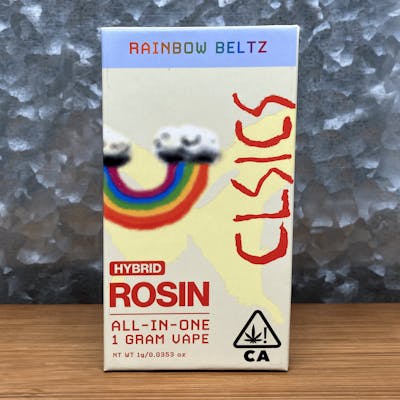 RAINBOW BELTZ
CLSICS
HYBRID
ROSIN
ALL-IN-ONE
1 GRAM VAPE
NT WT 1g/0.0353 oz
!
CA